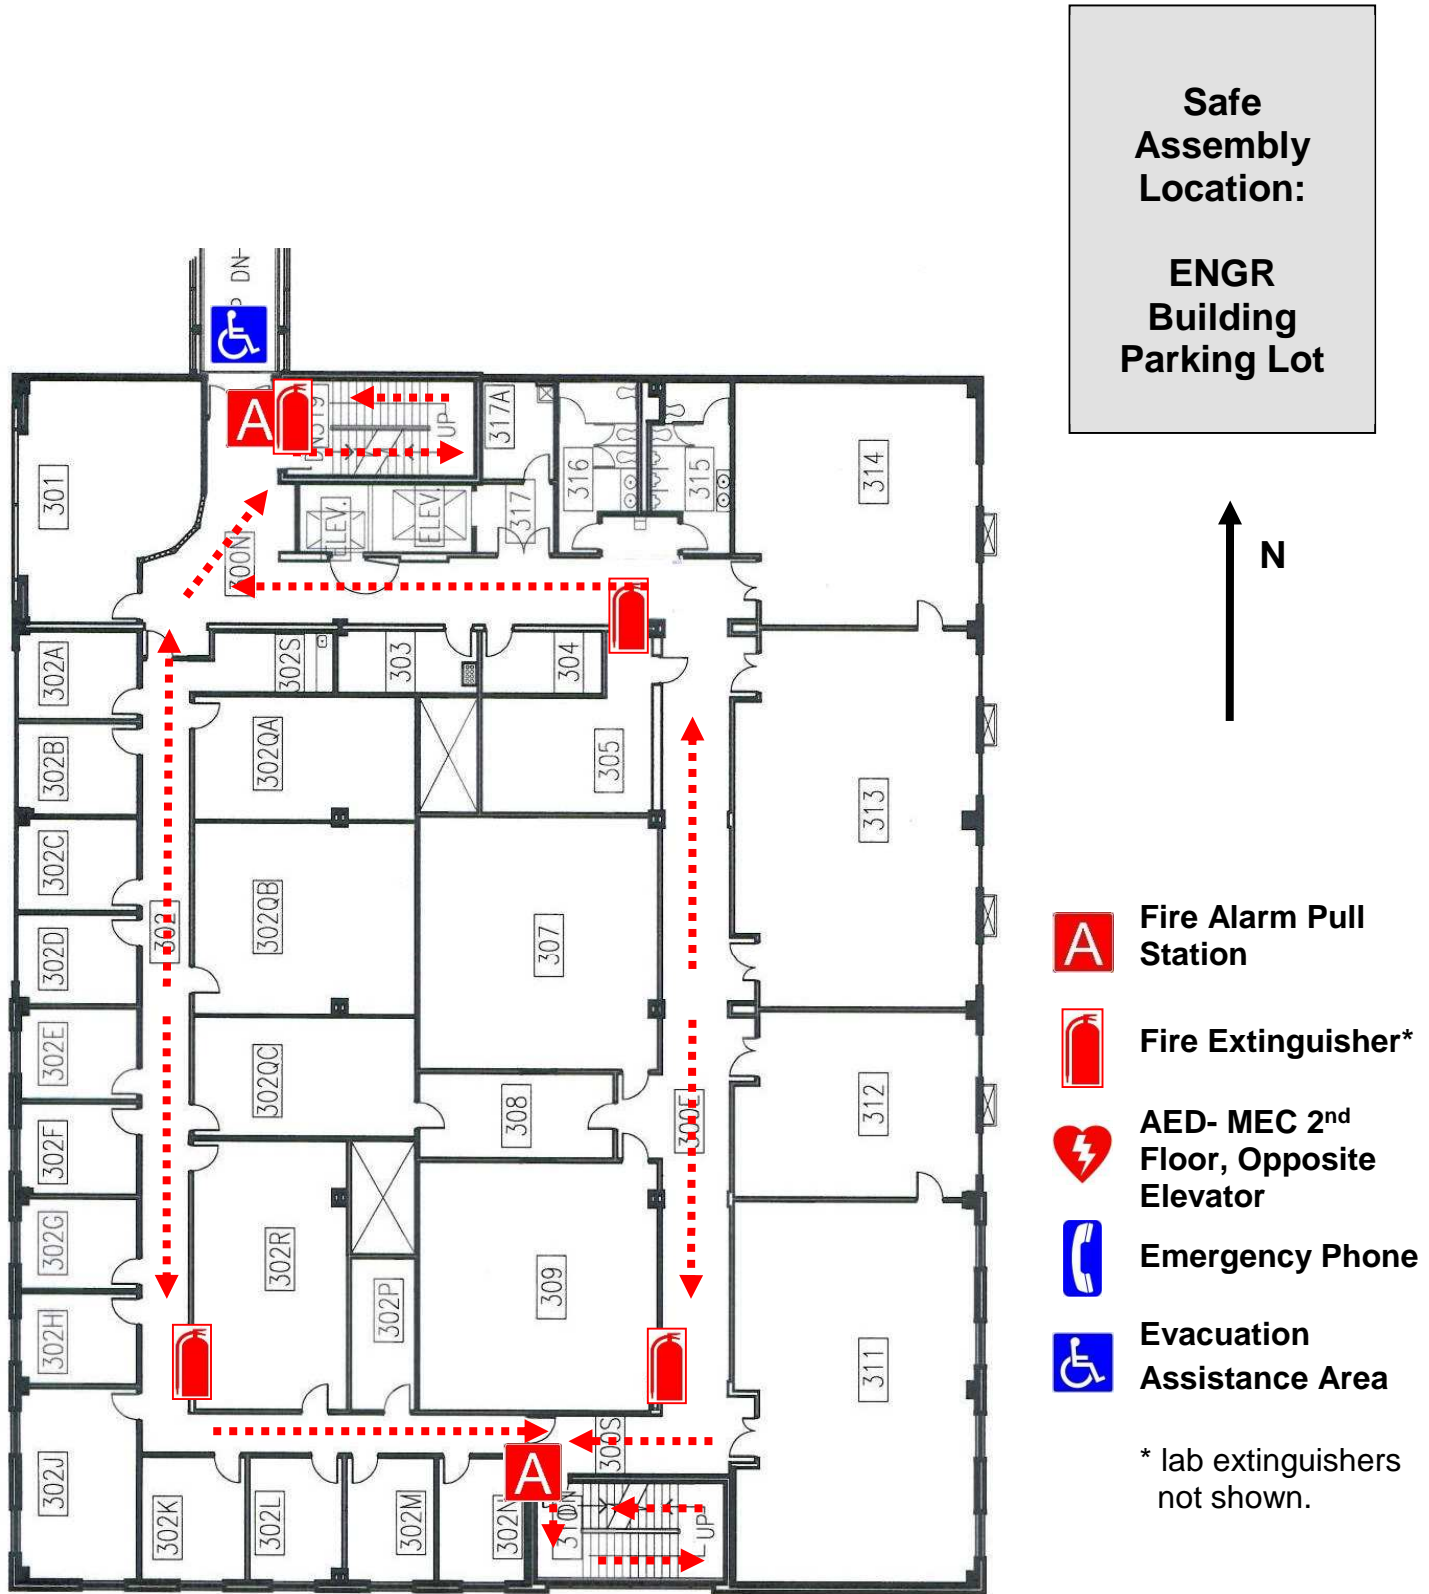 Safe
Assembly
Location:
ENGR
Building
Parking Lot
DN
A
UP
317A
316
315
314
301
ELEV.
ELEV.
317
300N
N
302A
302S
303
304
302B
302QA
305
313
302C
302QB
307
302D
302
302E
302QC
308
300E
312
302F
302G
302R
302P
309
302H
311
302J
300S
A
302K
302L
302M
302N
DN
UP
A
Fire Alarm Pull
Station
Fire Extinguisher*
AED- MEC 2nd
Floor, Opposite
Elevator
Emergency Phone
Evacuation
Assistance Area
* lab extinguishers
not shown.